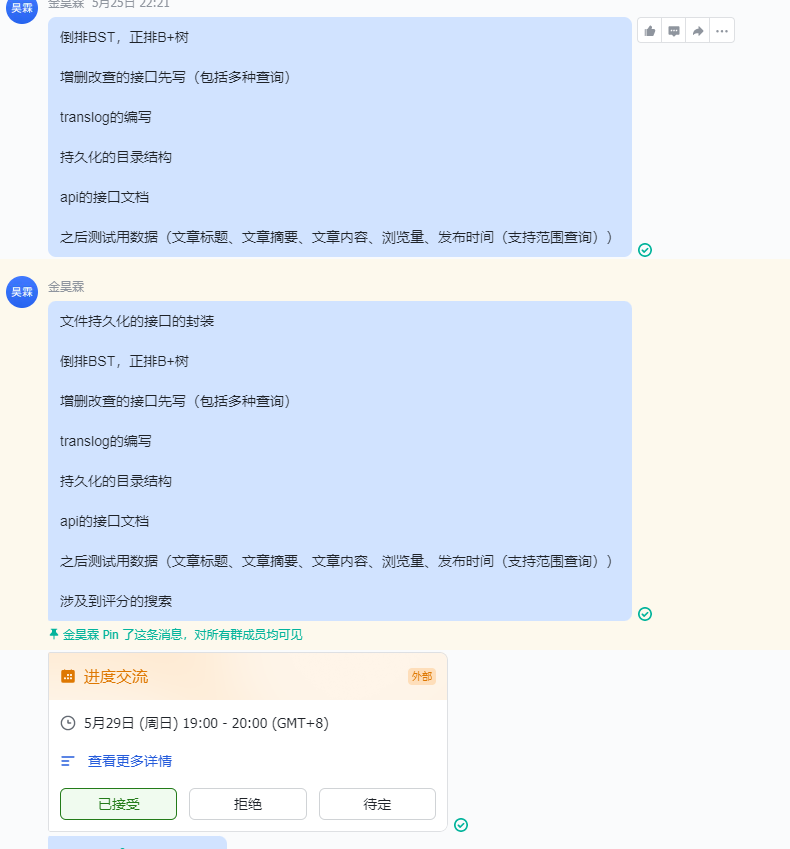 昊霖
金昊霖 5月25日 22:21
倒排BST，正排B+树
增删改查的接口先写（包括多种查询）
translog的编写
持久化的目录结构
api的接口文档
之后测试用数据（文章标题、文章摘要、文章内容、浏览量、发布时间（支持范围查询））
昊霖
金昊霖
文件持久化的接口的封装
倒排BST，正排B+树
增删改查的接口先写（包括多种查询）
translog的编写
持久化的目录结构
api的接口文档
之后测试用数据（文章标题、文章摘要、文章内容、浏览量、发布时间（支持范围查询））
涉及到评分的搜索
金昊霖 Pin 了这条消息，对所有群成员均可见
进度交流 外部
5月29日 (周日) 19:00 - 20:00 (GMT+8)
查看更多详情
已接受 拒绝 待定